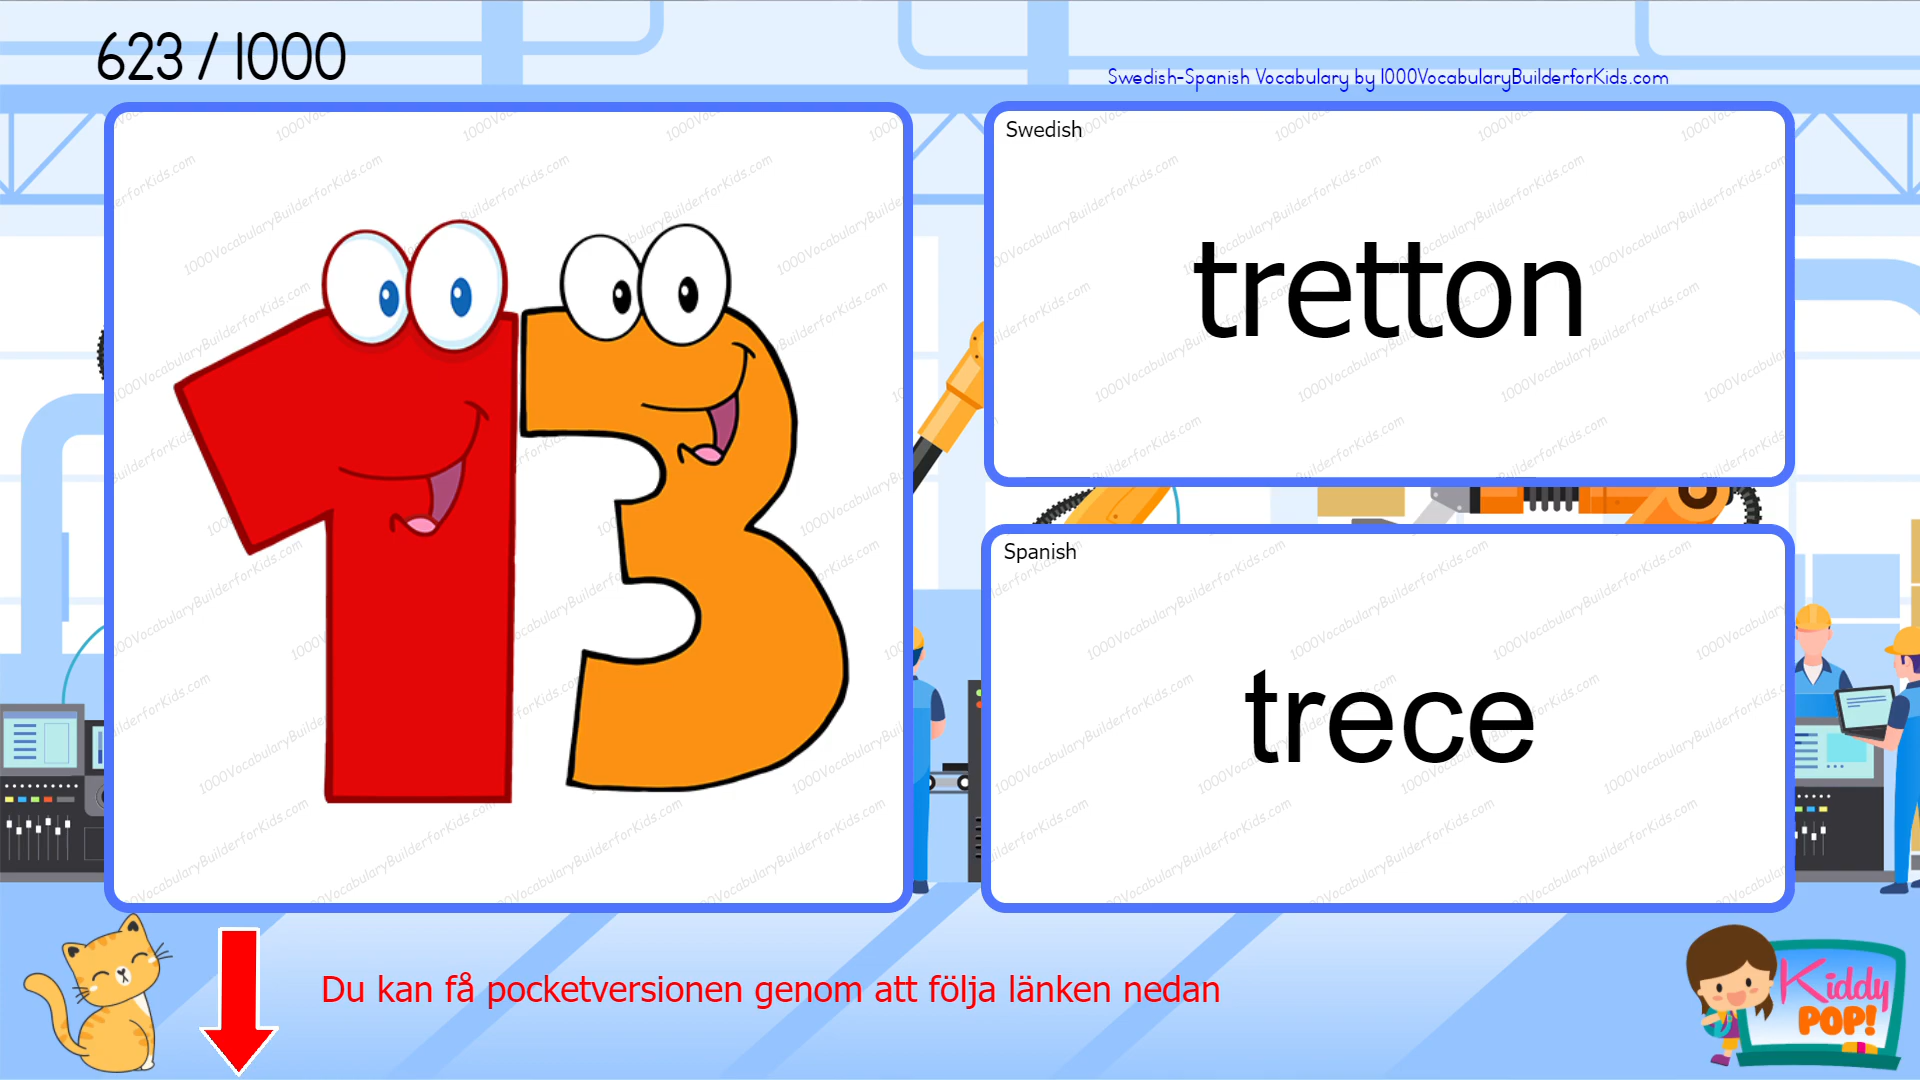 623 / 1000
Swedish-Spanish Vocabulary by 1000VocabularyBuilderforKids.com
13
Swedish
tretton
Spanish
trece
Du kan få pocketversionen genom att följa länken nedan
Kiddy
POP!